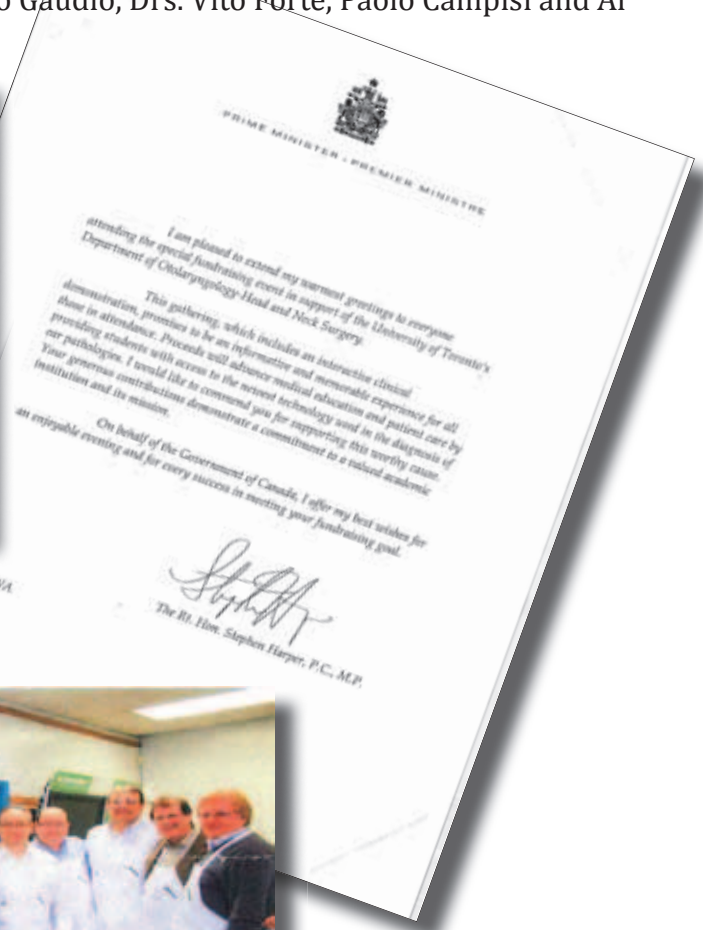 o Gaudio, Drs. Vito Forte, Paolo Campisi and Al
PRIME MINISTER · PREMIER MINISTRE
I am pleased to extend my warmest greetings to everyone
attending the special fundraising event in support of the University of Toronto's
Department of Otolaryngology-Head and Neck Surgery.
This gathering, which includes an interactive clinical
demonstration, promises to be an informative and memorable experience for all
those in attendance. Proceeds will advance medical education and patient care by
providing students with access to the newest technology used in the diagnosis of
ear pathologies. I would like to commend you for supporting this worthy cause.
Your generous contributions demonstrate a commitment to a valued academic
institution and its mission.
On behalf of the Government of Canada, I offer my best wishes for
an enjoyable evening and for every success in meeting your fundraising goal.
The Rt. Hon. Stephen Harper, P.C., M.P.